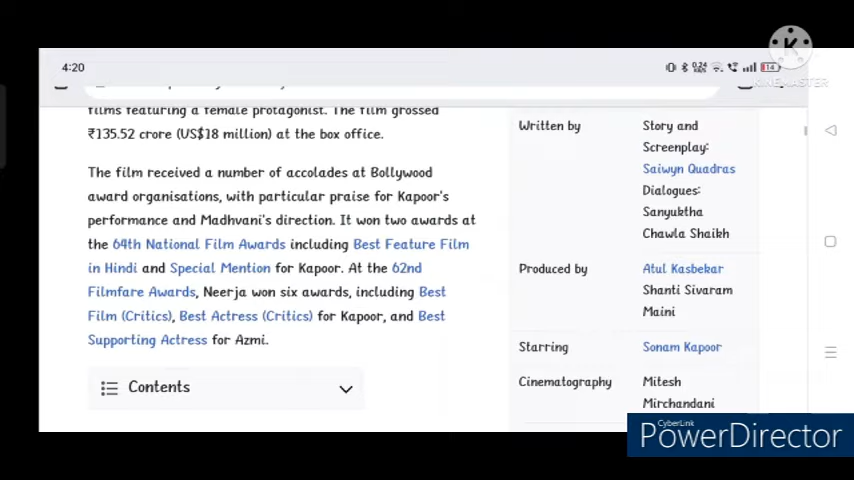 4:20
0.24
14
KINEMASTER
films featuring a female protagonist. The film grossed
₹135.52 crore (US$18 million) at the box office.
The film received a number of accolades at Bollywood
award organisations, with particular praise for Kapoor's
performance and Madhvani's direction. It won two awards at
the 64th National Film Awards including Best Feature Film
in Hindi and Special Mention for Kapoor. At the 62nd
Filmfare Awards, Neerja won six awards, including Best
Film (Critics), Best Actress (Critics) for Kapoor, and Best
Supporting Actress for Azmi.
Contents
Written by
Story and
Screenplay:
Saiwyn Quadras
Dialogues:
Sanyuktha
Chawla Shaikh
Produced by
Atul Kasbekar
Shanti Sivaram
Maini
Starring
Sonam Kapoor
Cinematography
Mitesh
Mirchandani
CyberLink
PowerDirector